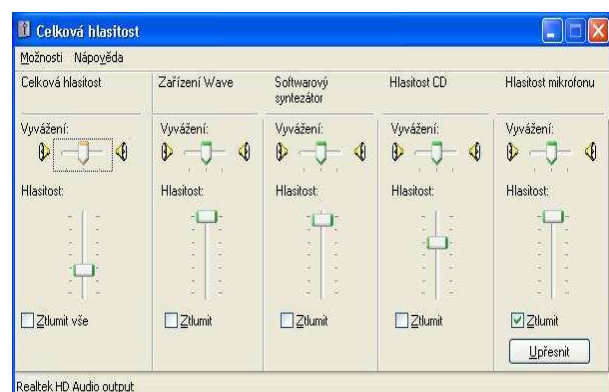 Celková hlasitost
Možnosti Nápověda
Celková hlasitost
Vyvážení:
Hlasitost:
Ztlumit vše
Zařízení Wave
Vyvážení:
Hlasitost:
Ztlumit
Softwarový
syntezátor
Vyvážení:
Hlasitost:
Ztlumit
Hlasitost CD
Vyvážení:
Hlasitost:
Ztlumit
Hlasitost mikrofonu
Vyvážení:
Hlasitost:
Ztlumit
Upřesnit
Realtek HD Audio output